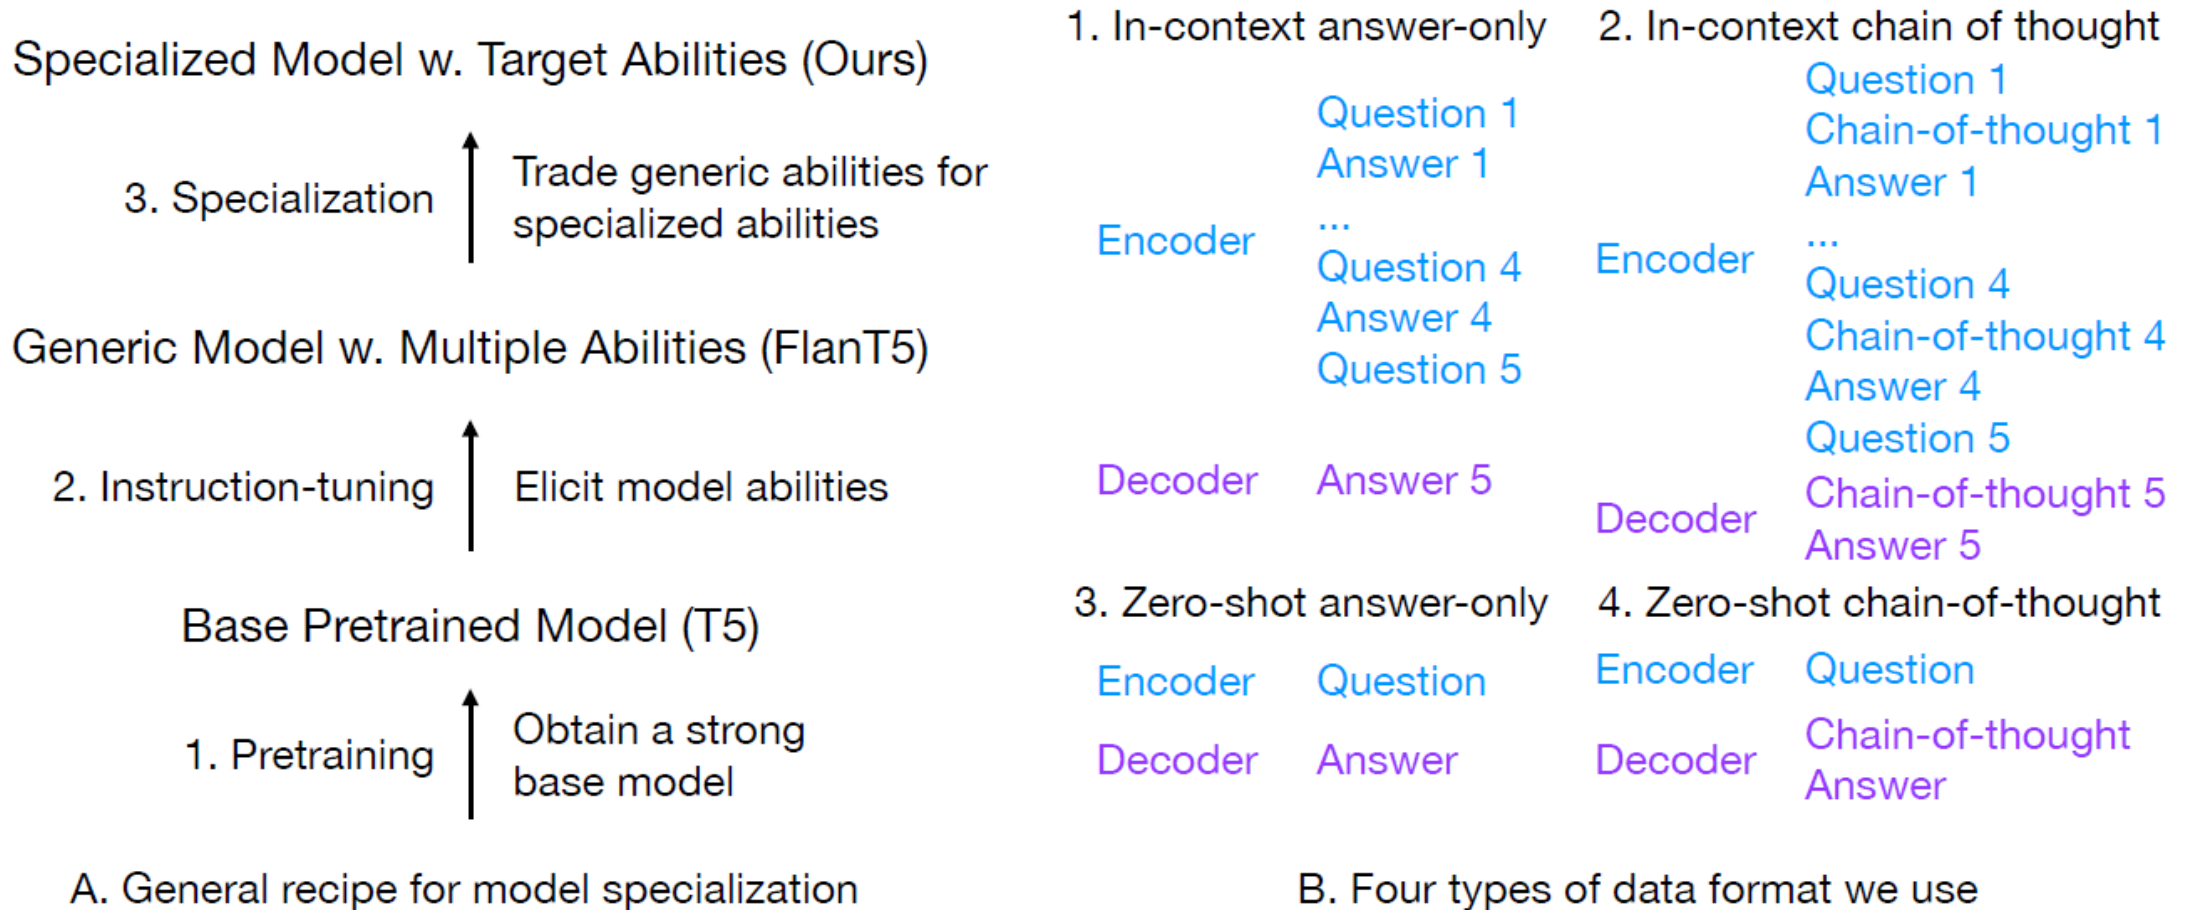 Specialized Model w. Target Abilities (Ours)
3. Specialization
Trade generic abilities for
specialized abilities
Generic Model w. Multiple Abilities (FlanT5)
2. Instruction-tuning
Elicit model abilities
Base Pretrained Model (T5)
1. Pretraining
Obtain a strong
base model
A. General recipe for model specialization
1. In-context answer-only
Encoder
Question 1
Answer 1
...
Question 4
Answer 4
Question 5
Decoder
Answer 5
2. In-context chain of thought
Encoder
Question 1
Chain-of-thought 1
Answer 1
...
Question 4
Chain-of-thought 4
Answer 4
Question 5
Decoder
Chain-of-thought 5
Answer 5
3. Zero-shot answer-only
Encoder
Question
Decoder
Answer
4. Zero-shot chain-of-thought
Encoder
Question
Decoder
Chain-of-thought
Answer
B. Four types of data format we use